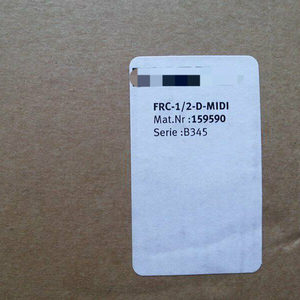 FRC-1/2-D-MIDI
Mat.Nr :159590
Serie :B345